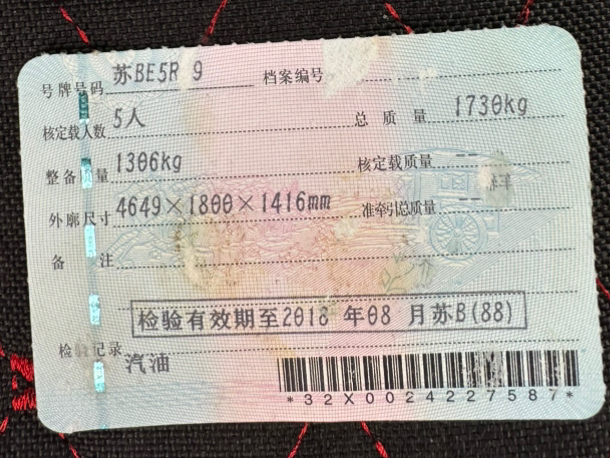 号牌号码 苏BE5R 9 档案编号
核定载人数 5人 总质量 1730kg
整备 量 1306kg 核定载质量 --
外廓尺寸 4649×1800×1416mm 准牵引总质量 --
备注
检验有效期至2018 年08 月苏B(88)
检验记录 汽油
*32X0024227587*